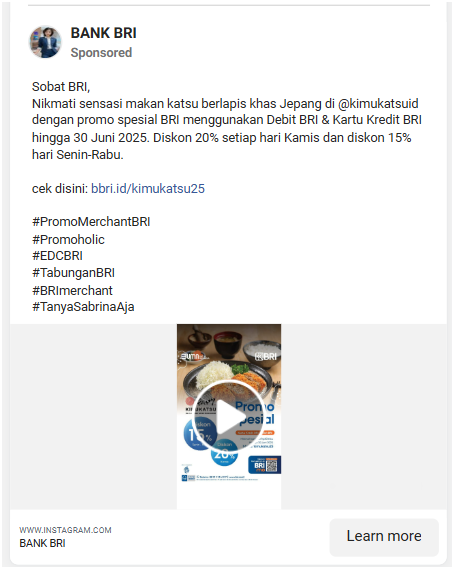 BANK BRI
Sponsored
Sobat BRI,
Nikmati sensasi makan katsu berlapis khas Jepang di @kimukatsuid
dengan promo spesial BRI menggunakan Debit BRI & Kartu Kredit BRI
hingga 30 Juni 2025. Diskon 20% setiap hari Kamis dan diskon 15%
hari Senin-Rabu.
cek disini: bbri.id/kimukatsu25
#PromoMerchantBRI
#Promoholic
#EDCBRI
#TabunganBRI
#BRImerchant
#TanyaSabrinaAja
BUMN
BRI
KIMUKATSU
Promo
15%
20%
BRI
WWW.INSTAGRAM.COM
BANK BRI
Learn more